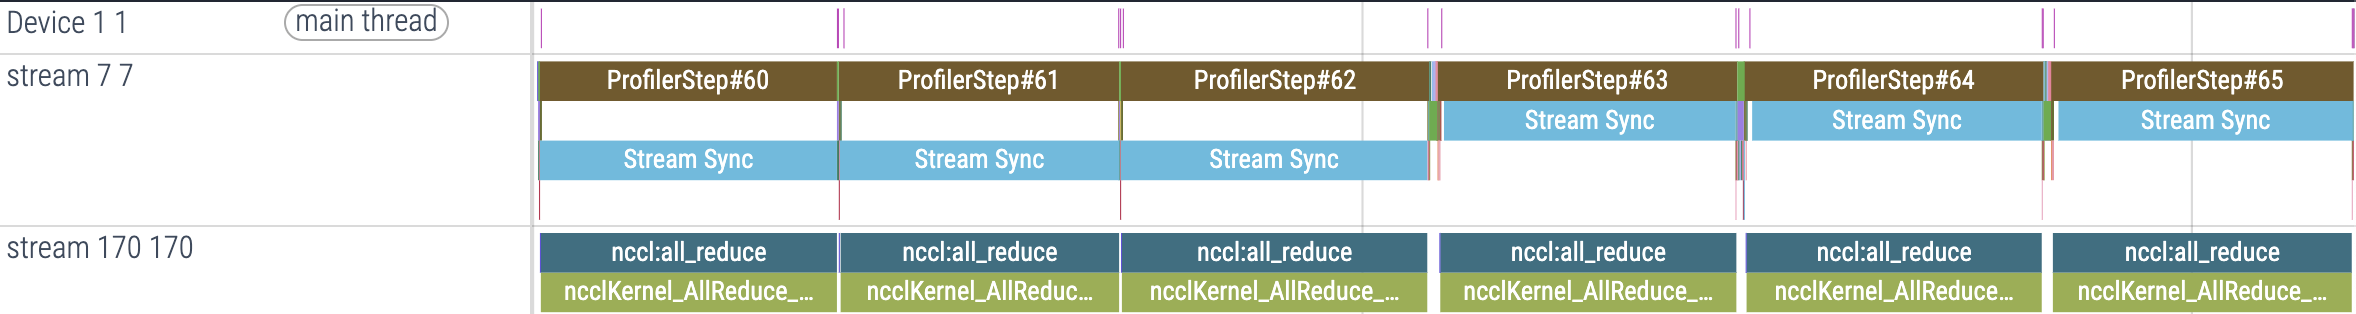 Device 1 1 main thread
stream 7 7
ProfilerStep#60 ProfilerStep#61 ProfilerStep#62 ProfilerStep#63 ProfilerStep#64 ProfilerStep#65
Stream Sync Stream Sync Stream Sync
Stream Sync Stream Sync Stream Sync
stream 170 170
nccl:all_reduce nccl:all_reduce nccl:all_reduce nccl:all_reduce nccl:all_reduce nccl:all_reduce
ncclKernel_AllReduce_... ncclKernel_AllReduc... ncclKernel_AllReduce_... ncclKernel_AllReduce_... ncclKernel_AllReduce... ncclKernel_AllReduce_...